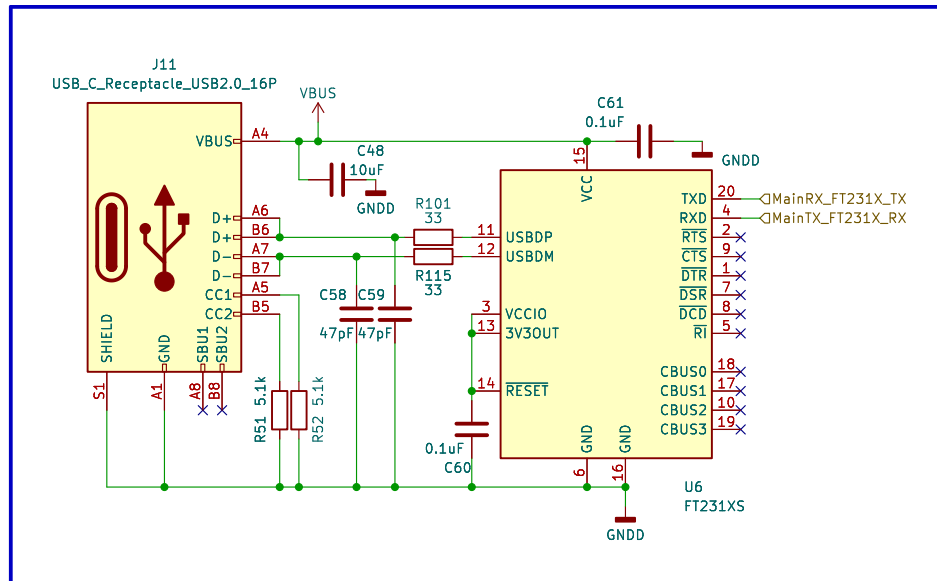 J11
USB_C_Receptacle_USB2.0_16P
VBUS
A4
A6
D+
B6
D+
A7
D-
B7
D-
A5
CC1
B5
CC2
SHIELD
GND
SBU1
SBU2
S1
A1
A8
B8
VBUS
C48
10uF
GNDD
C61
0.1uF
GNDD
R101
33
R115
33
C58
47pF
C59
47pF
R51
5.1k
R52
5.1k
0.1uF
C60
15
VCC
11
USBDP
12
USBDM
3
VCCIO
13
3V3OUT
14
RESET
GND
6
GND
16
TXD
20
MainRX_FT231X_TX
RXD
4
MainTX_FT231X_RX
RTS
2
CTS
9
DTR
1
DSR
7
DCD
8
RI
5
CBUS0
18
CBUS1
17
CBUS2
10
CBUS3
19
U6
FT231XS
GNDD